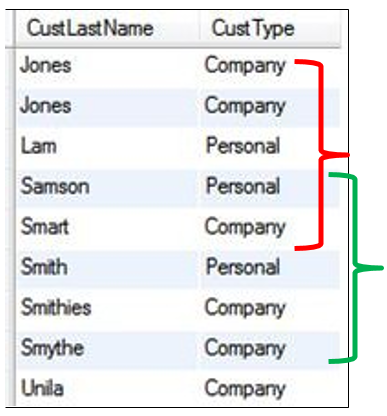 CustLastName CustType
Jones Company
Jones Company
Lam Personal
Samson Personal
Smart Company
Smith Personal
Smithies Company
Smythe Company
Unila Company